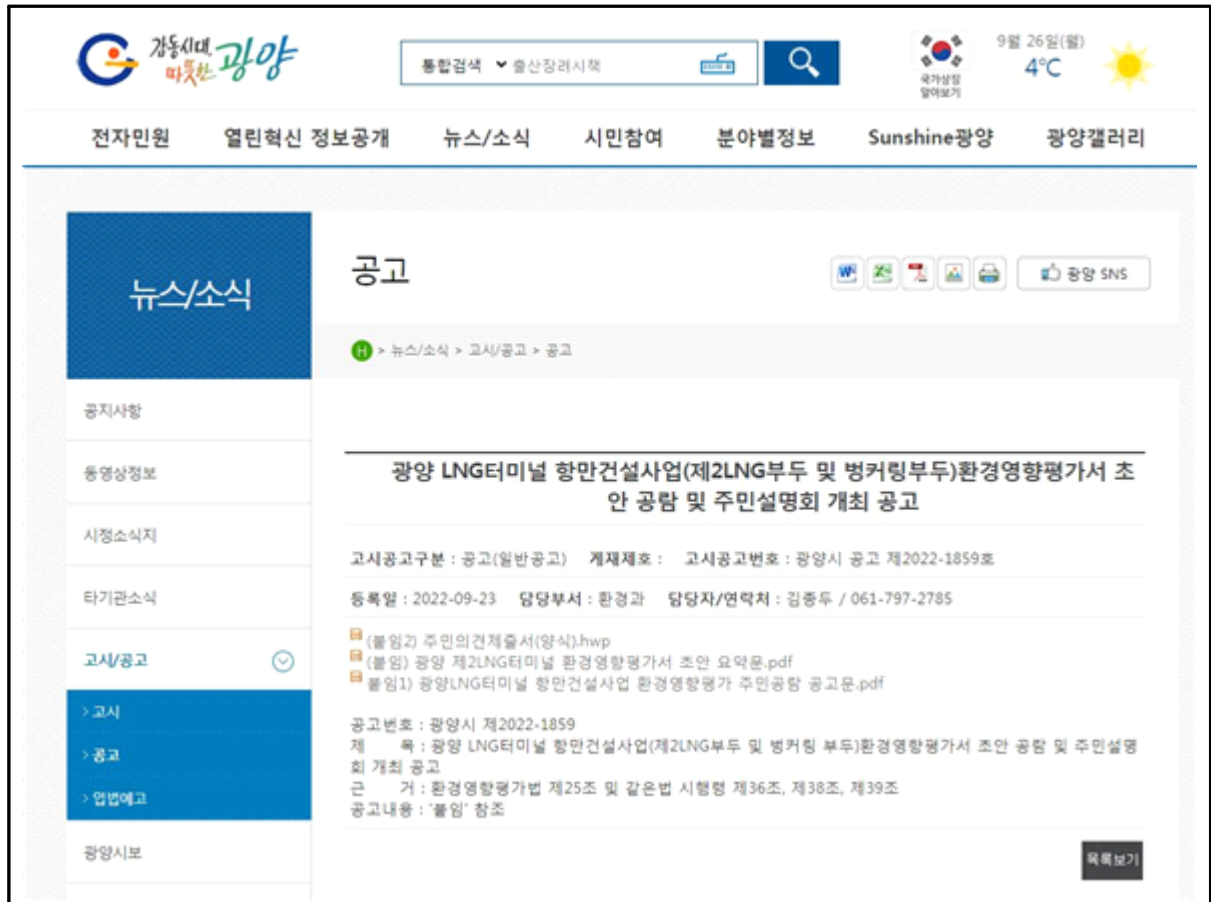 감동시대, 따뜻한 광양
통합검색 출산장려시책
국가상징 알아보기
9월 26일(월)
4°C
전자민원 열린혁신 정보공개 뉴스/소식 시민참여 분야별정보 Sunshine광양 광양갤러리
뉴스/소식
공고
광양 SNS
H > 뉴스/소식 > 고시/공고 > 공고
공지사항
동영상정보
시정소식지
타기관소식
고시/공고
> 고시
> 공고
> 입법예고
광양시보
광양 LNG터미널 항만건설사업(제2LNG부두 및 벙커링부두)환경영향평가서 초
안 공람 및 주민설명회 개최 공고
고시공고구분 : 공고(일반공고) 게재제호 : 고시공고번호 : 광양시 공고 제2022-1859호
등록일 : 2022-09-23 담당부서 : 환경과 담당자/연락처 : 김종두 / 061-797-2785
(붙임2) 주민의견제출서(양식).hwp
(붙임) 광양 제2LNG터미널 환경영향평가서 초안 요약문.pdf
붙임1) 광양LNG터미널 항만건설사업 환경영향평가 주민공람 공고문.pdf
공고번호 : 광양시 제2022-1859
제 목 : 광양 LNG터미널 항만건설사업(제2LNG부두 및 벙커링 부두)환경영향평가서 초안 공람 및 주민설명
회 개최 공고
근 거 : 환경영향평가법 제25조 및 같은법 시행령 제36조, 제38조, 제39조
공고내용 : '붙임' 참조
목록보기